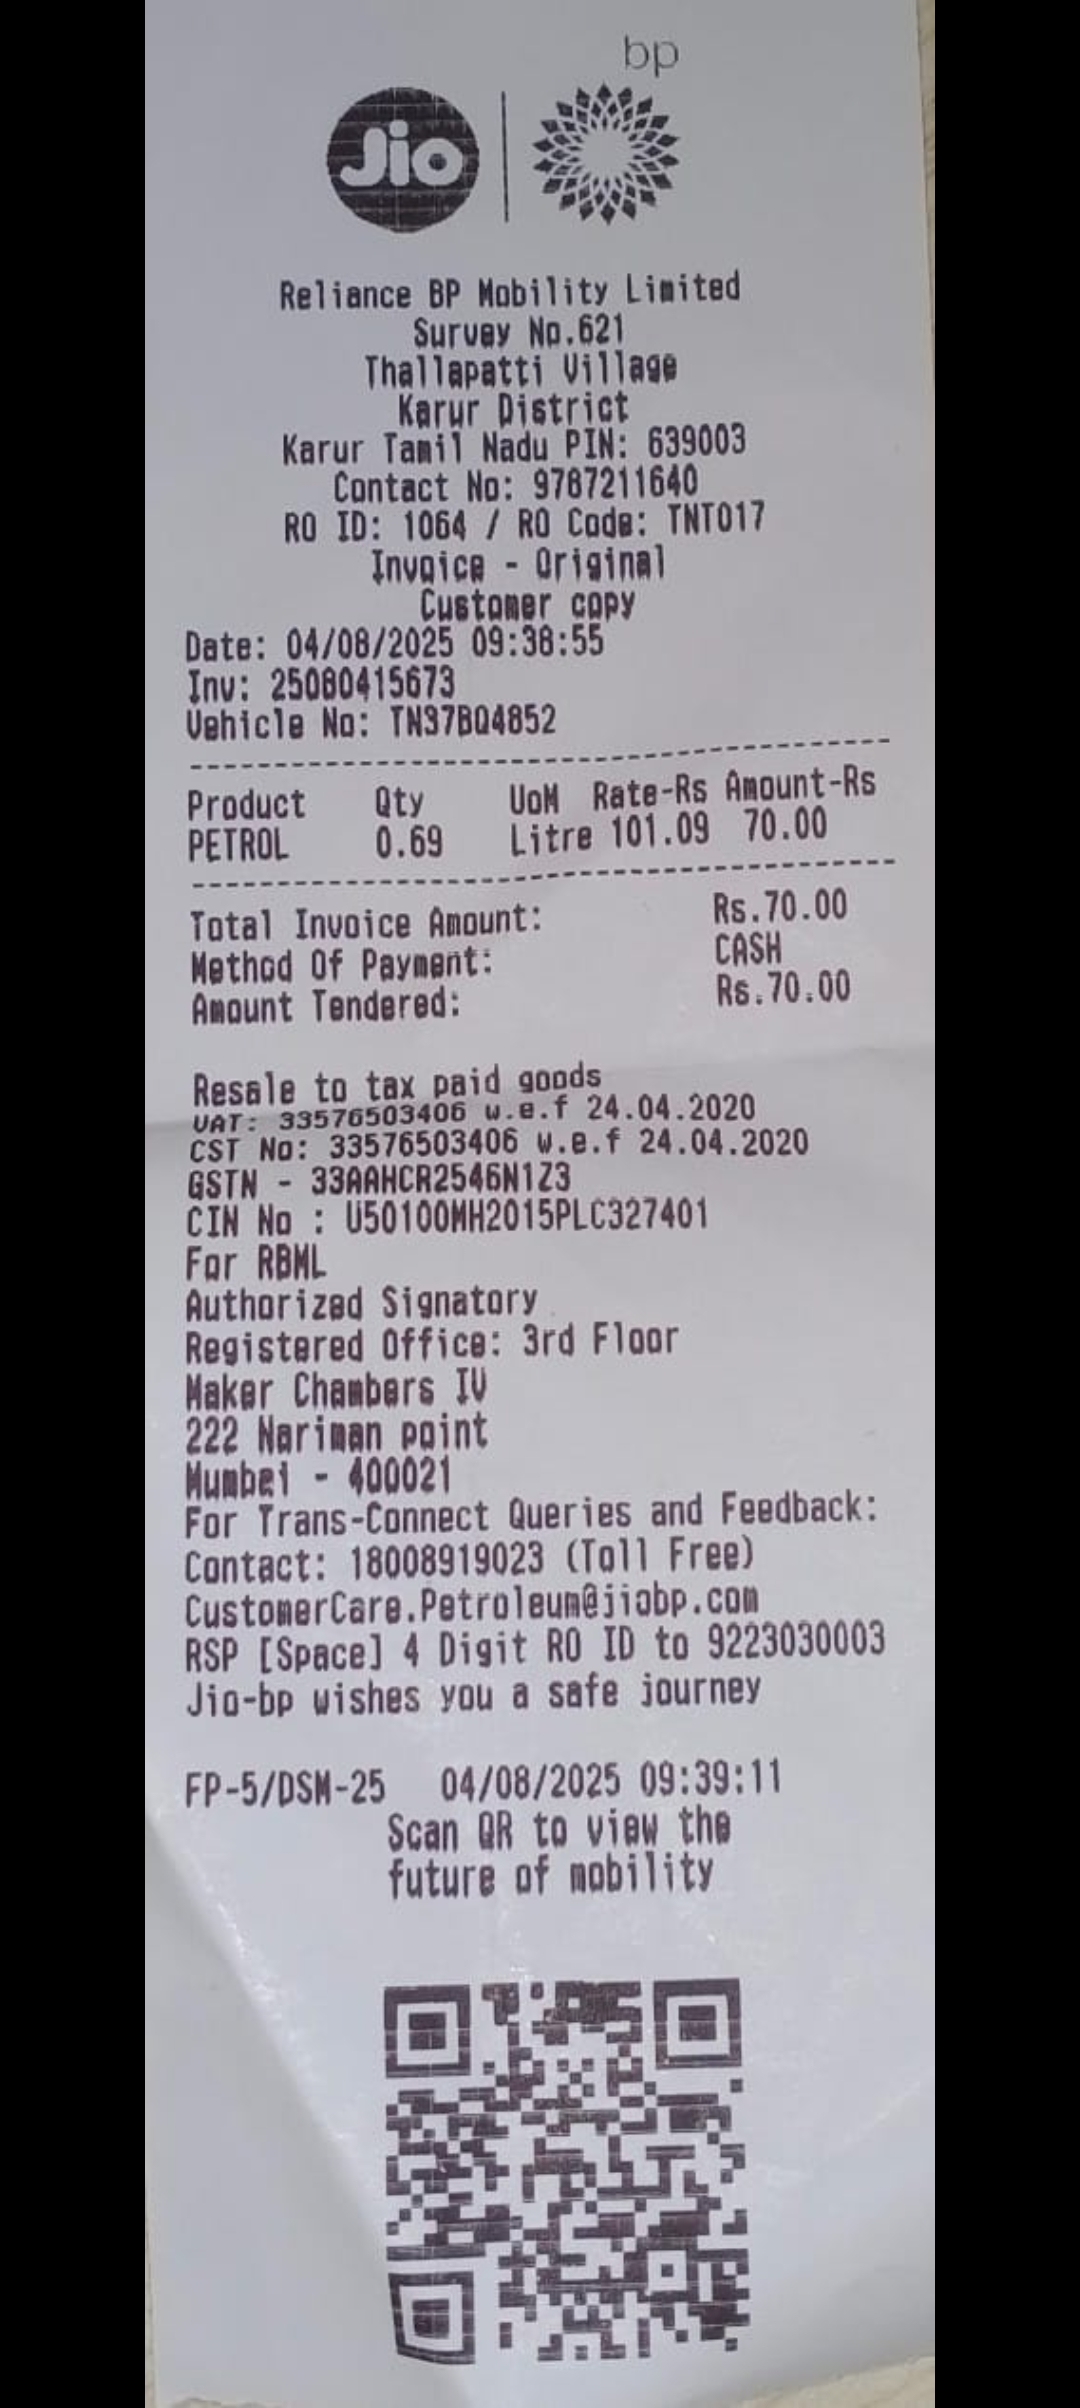 bp
Jio
Reliance BP Mobility Limited
Survey No.621
Thallapatti Village
Karur District
Karur Tamil Nadu PIN: 639003
Contact No: 9787211640
RO ID: 1064 / RO Code: TNT017
Invoice - Original
Customer copy
Date: 04/08/2025 09:38:55
Inv: 25080415673
Vehicle No: TN37BQ4852
Product Qty UoM Rate-Rs Amount-Rs
PETROL 0.69 Litre 101.09 70.00
Total Invoice Amount: Rs.70.00
Method Of Payment: CASH
Amount Tendered: Rs.70.00
Resale to tax paid goods
VAT: 33576503406 w.e.f 24.04.2020
CST No: 33576503406 w.e.f 24.04.2020
GSTN - 33AAHCR2546N1Z3
CIN No : U50100MH2015PLC327401
For RBML
Authorized Signatory
Registered Office: 3rd Floor
Maker Chambers IV
222 Nariman point
Mumbai - 400021
For Trans-Connect Queries and Feedback:
Contact: 18008919023 (Toll Free)
CustomerCare.Petroleum@jiobp.com
RSP [Space] 4 Digit RO ID to 9223030003
Jio-bp wishes you a safe journey
FP-5/DSM-25 04/08/2025 09:39:11
Scan QR to view the
future of mobility